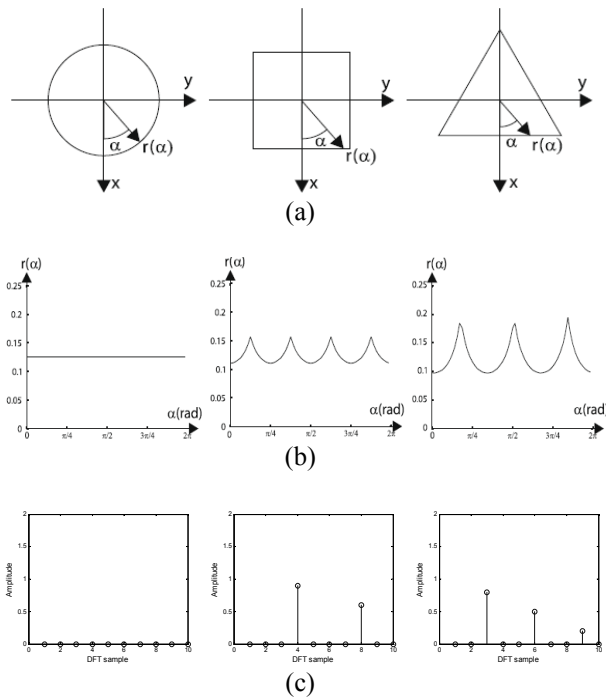 y y y
α r(α) α r(α) α r(α)
x x x
(a)
r(α) r(α) r(α)
0.25 0.25 0.25
0.2 0.2 0.2
0.15 0.15 0.15
0.1 0.1 0.1
0.05 0.05 0.05
α(rad) α(rad) α(rad)
0 0 0
0 π/4 π/2 3π/4 2π 0 π/4 π/2 3π/4 2π 0 π/4 π/2 3π/4 2π
(b)
2 2 2
1.5 1.5 1.5
Amplitude Amplitude Amplitude
1 1 1
0.5 0.5 0.5
0 0 0
0 2 4 6 8 10 0 2 4 6 8 10 0 2 4 6 8 10
DFT sample DFT sample DFT sample
(c)